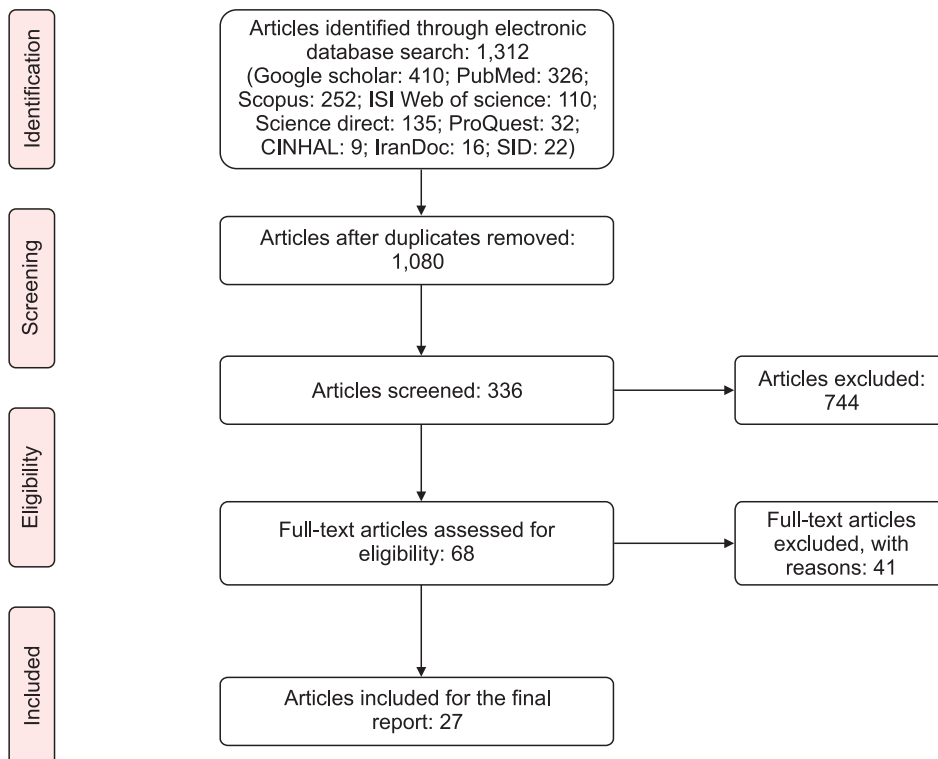 Identification
Articles identified through electronic
database search: 1,312
(Google scholar: 410; PubMed: 326;
Scopus: 252; ISI Web of science: 110;
Science direct: 135; ProQuest: 32;
CINHAL: 9; IranDoc: 16; SID: 22)
Screening
Articles after duplicates removed:
1,080
Articles screened: 336
Articles excluded:
744
Eligibility
Full-text articles assessed for
eligibility: 68
Full-text articles
excluded, with
reasons: 41
Included
Articles included for the final
report: 27